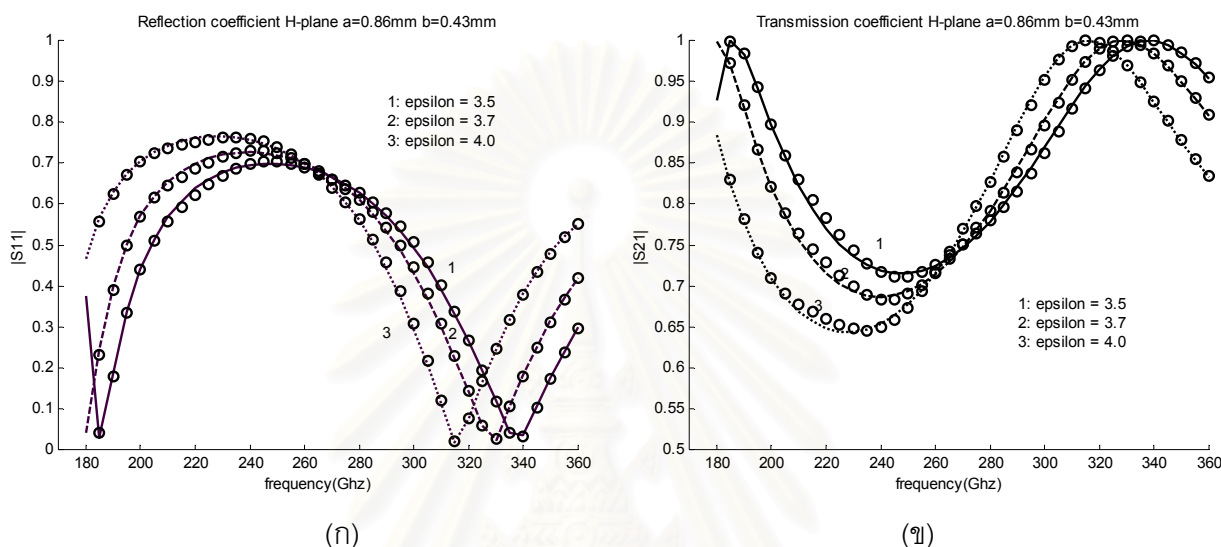 Reflection coefficient H-plane a=0.86mm b=0.43mm
1
0.9
0.8
0.7
0.6
0.5
0.4
0.3
0.2
0.1
0
|S11|
1: epsilon = 3.5
2: epsilon = 3.7
3: epsilon = 4.0
1
2
3
180 200 220 240 260 280 300 320 340 360
frequency(Ghz)
(ก)
Transmission coefficient H-plane a=0.86mm b=0.43mm
1
0.95
0.9
0.85
0.8
0.75
0.7
0.65
0.6
0.55
0.5
|S21|
1
2
3
1: epsilon = 3.5
2: epsilon = 3.7
3: epsilon = 4.0
180 200 220 240 260 280 300 320 340 360
frequency(Ghz)
(ข)